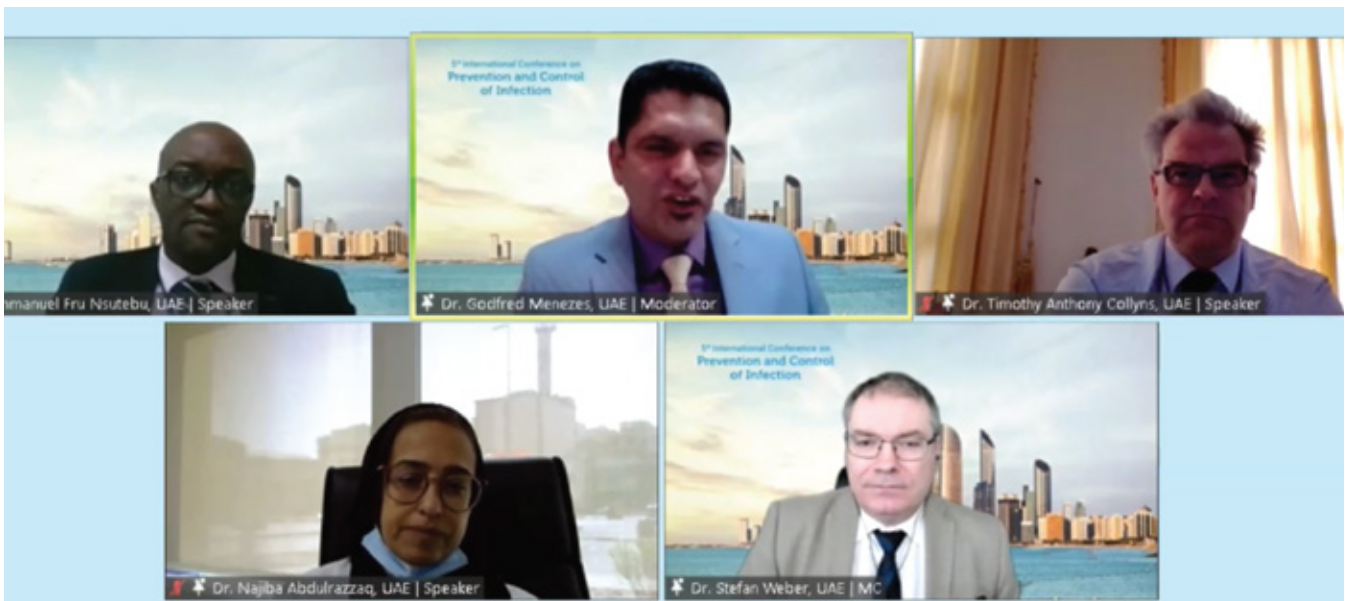 5th International Conference on
Prevention and Control
of Infection
mmanuel Fru Nsutebu, UAE | Speaker
Dr. Godfred Menezes, UAE | Moderator
Dr. Timothy Anthony Collyns, UAE | Speaker
5th International Conference on
Prevention and Control
of Infection
Dr. Najiba Abdulrazzaq, UAE | Speaker
Dr. Stefan Weber, UAE | MC